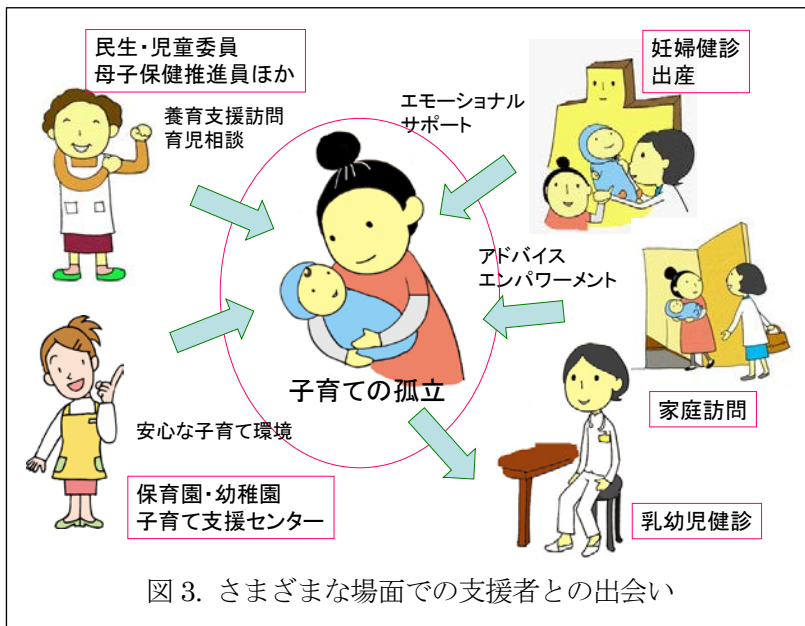 民生・児童委員
母子保健推進員ほか
養育支援訪問
育児相談
エモーショナル
サポート
妊婦健診
出産
アドバイス
エンパワーメント
子育ての孤立
家庭訪問
安心な子育て環境
保育園・幼稚園
子育て支援センター
乳幼児健診
図 3. さまざまな場面での支援者との出会い